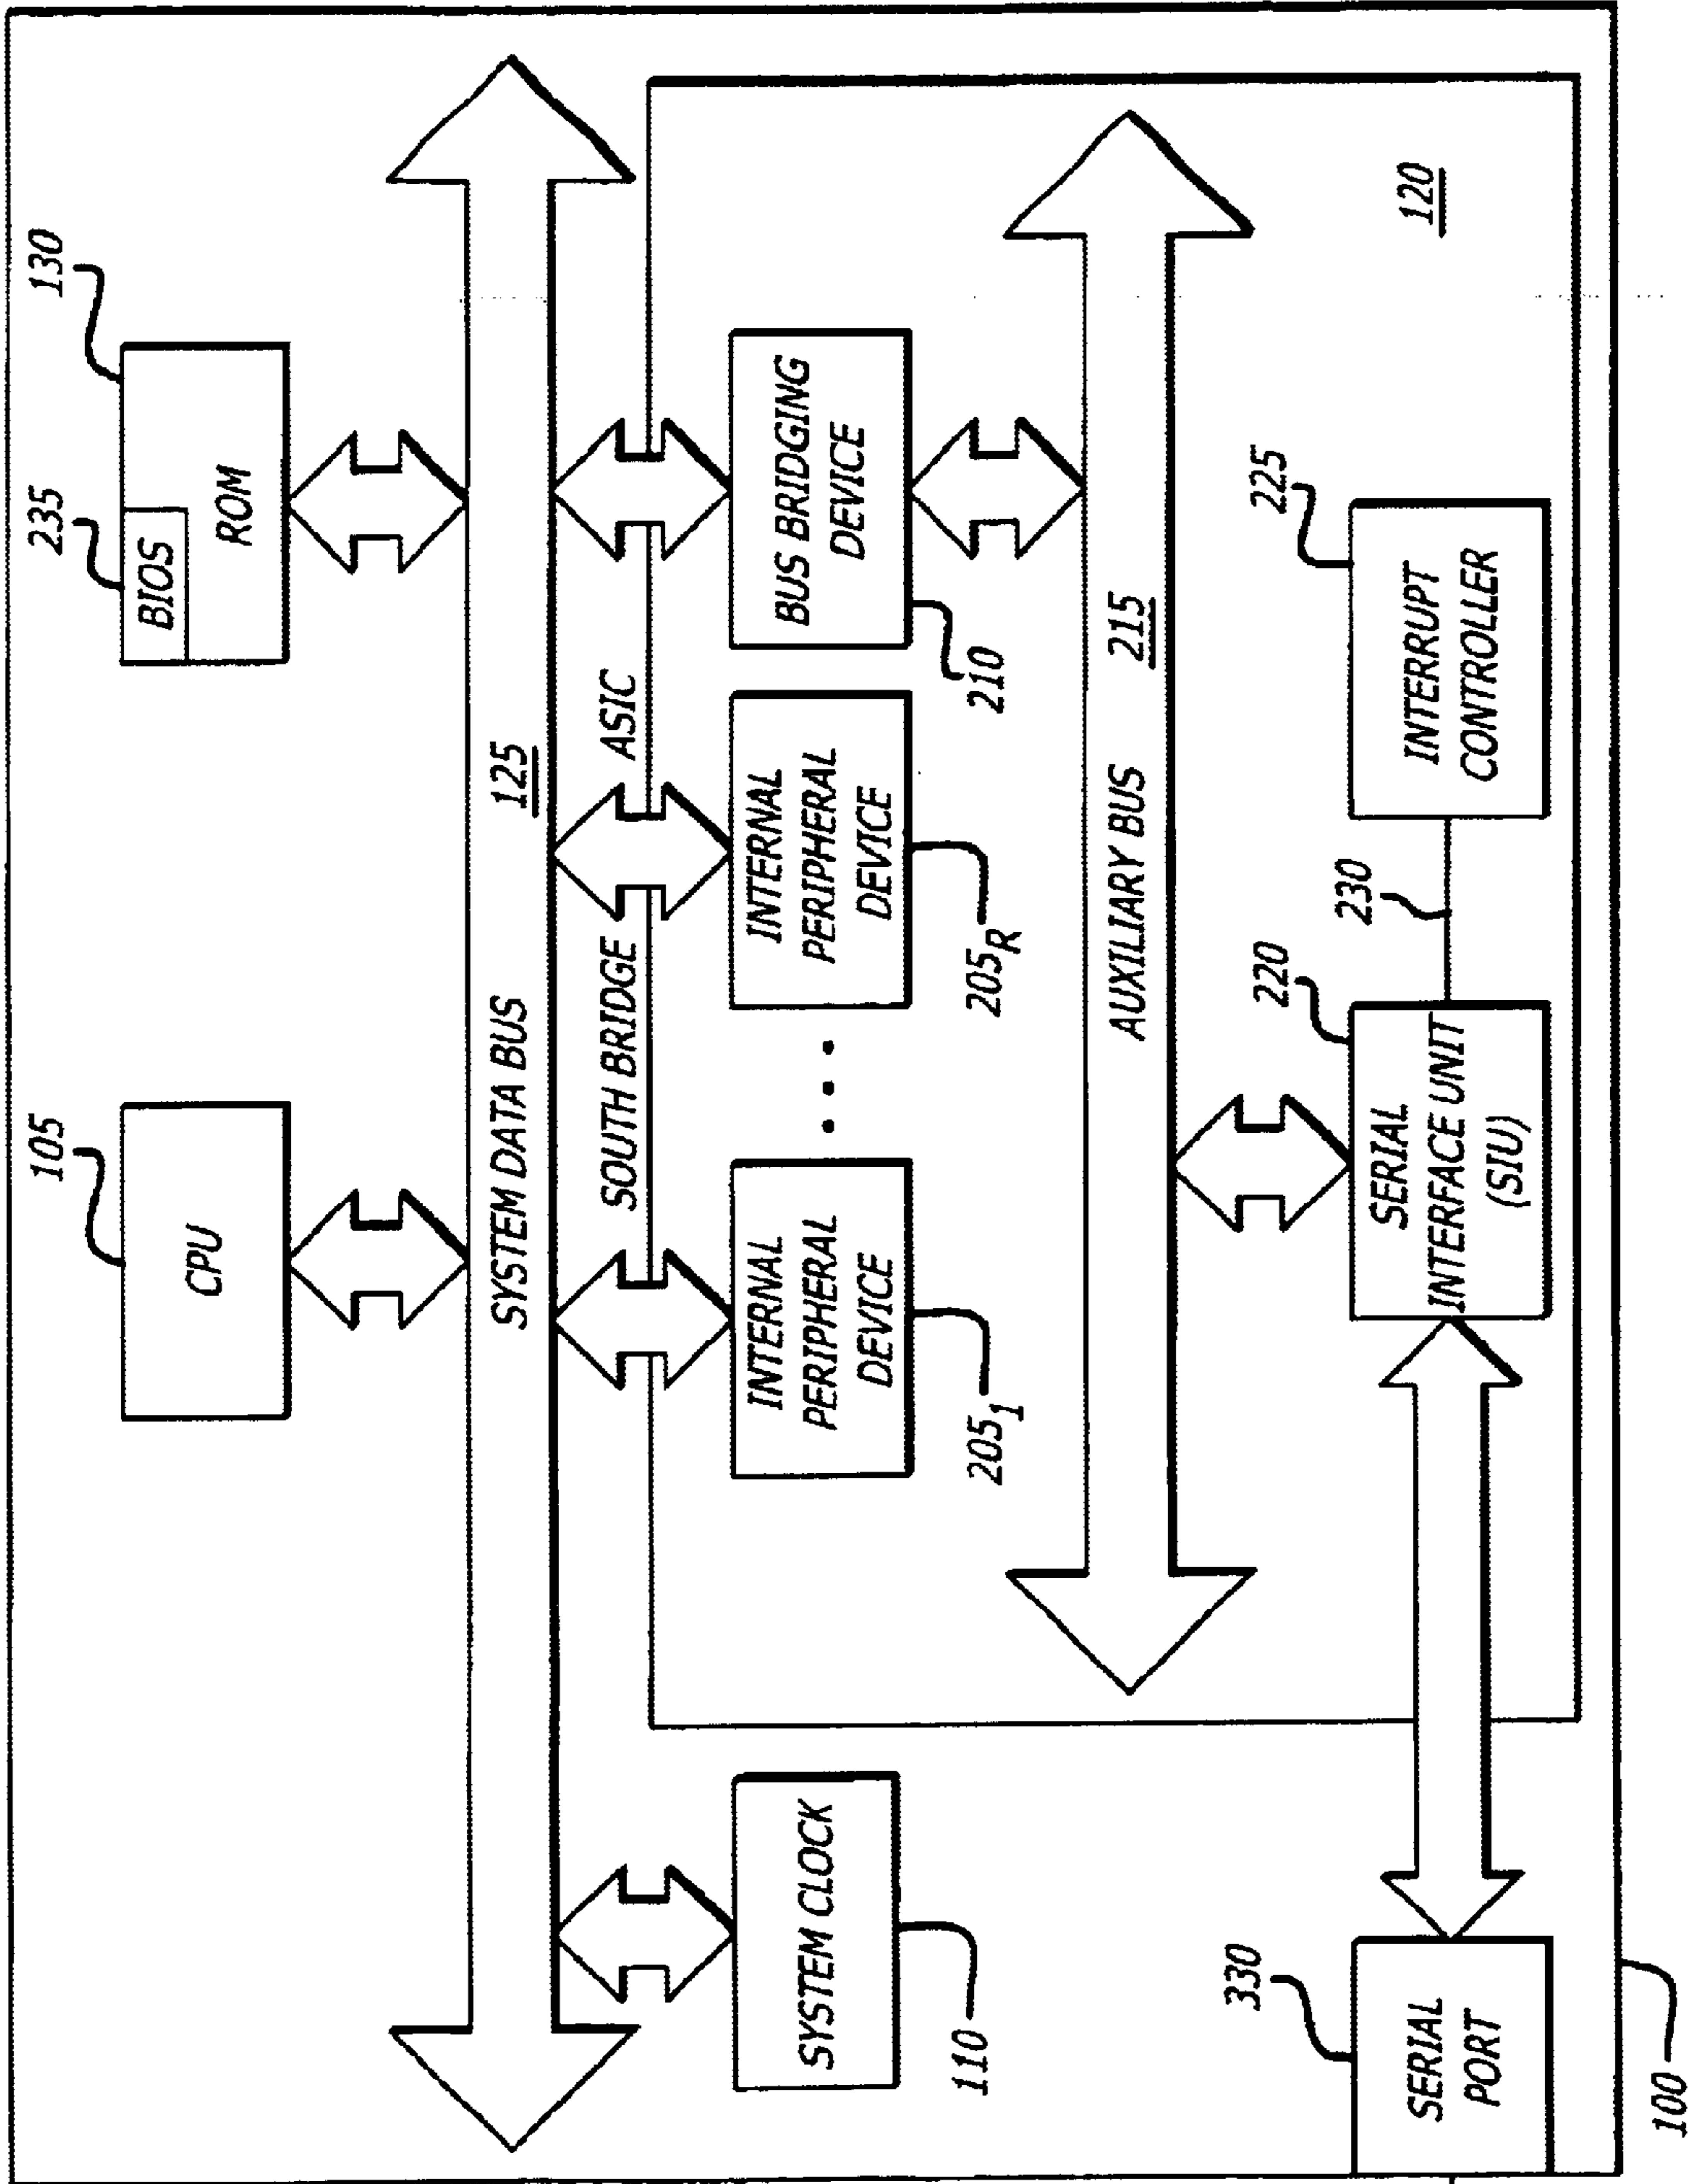 105
CPU
235
130
BIOS
ROM
SYSTEM DATA BUS
125
SOUTH BRIDGE
ASIC
SYSTEM CLOCK
110
INTERNAL
PERIPHERAL
DEVICE
205₁
• • •
INTERNAL
PERIPHERAL
DEVICE
205R
BUS BRIDGING
DEVICE
210
AUXILIARY BUS
215
330
SERIAL
PORT
220
SERIAL
INTERFACE UNIT
(SIU)
230
225
INTERRUPT
CONTROLLER
120
100